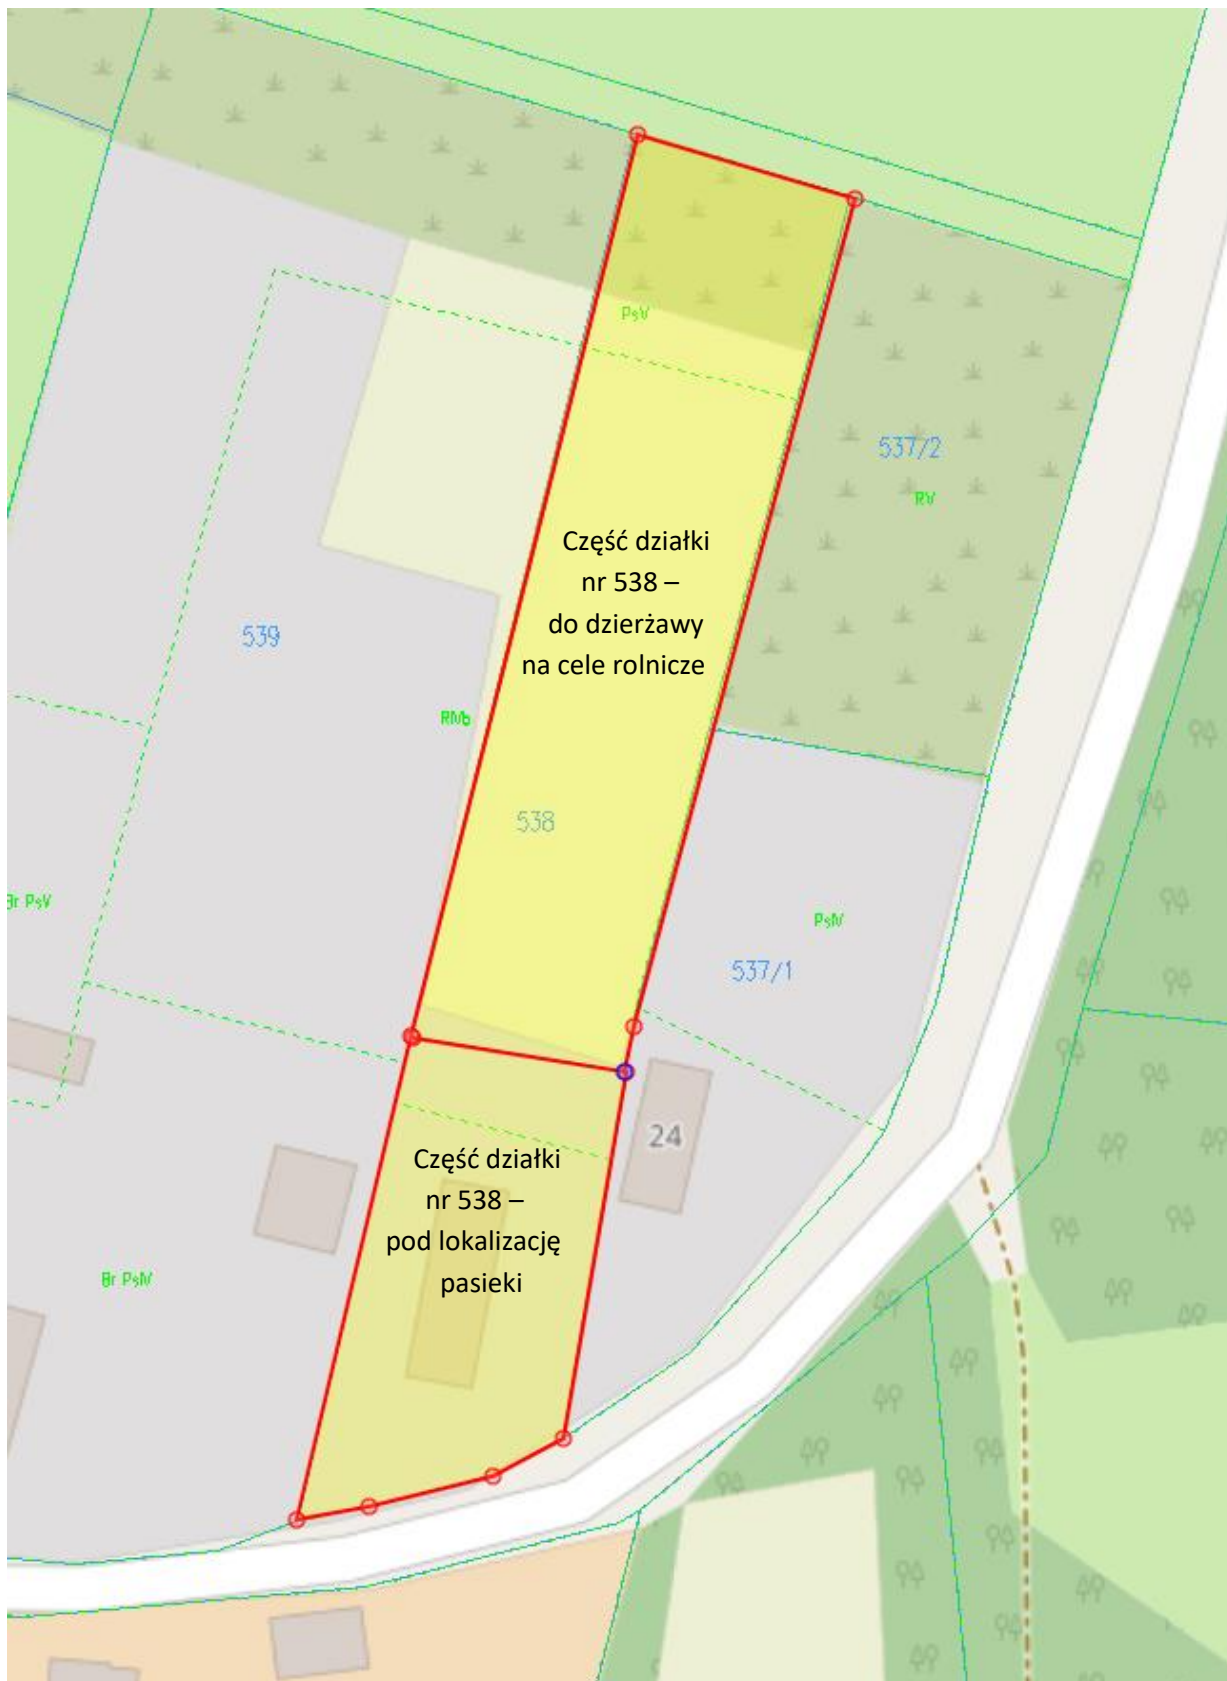 PsV
537/2
RV
Część działki
nr 538 –
do dzierżawy
na cele rolnicze
539
RIVb
538
Br PsV
PsIV
537/1
24
Część działki
nr 538 –
pod lokalizację
pasieki
Br PsIV